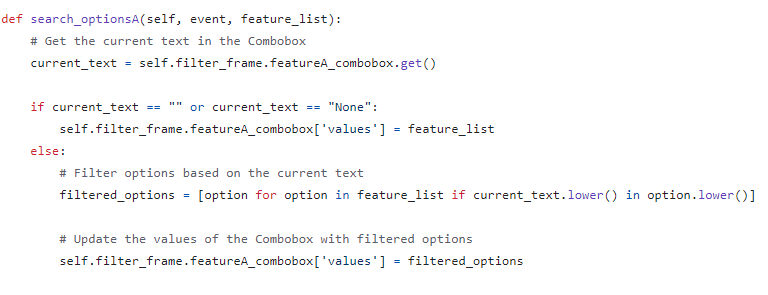 def search_optionsA(self, event, feature_list):
    # Get the current text in the Combobox
    current_text = self.filter_frame.featureA_combobox.get()

    if current_text == "" or current_text == "None":
        self.filter_frame.featureA_combobox['values'] = feature_list
    else:
        # Filter options based on the current text
        filtered_options = [option for option in feature_list if current_text.lower() in option.lower()]

        # Update the values of the Combobox with filtered options
        self.filter_frame.featureA_combobox['values'] = filtered_options